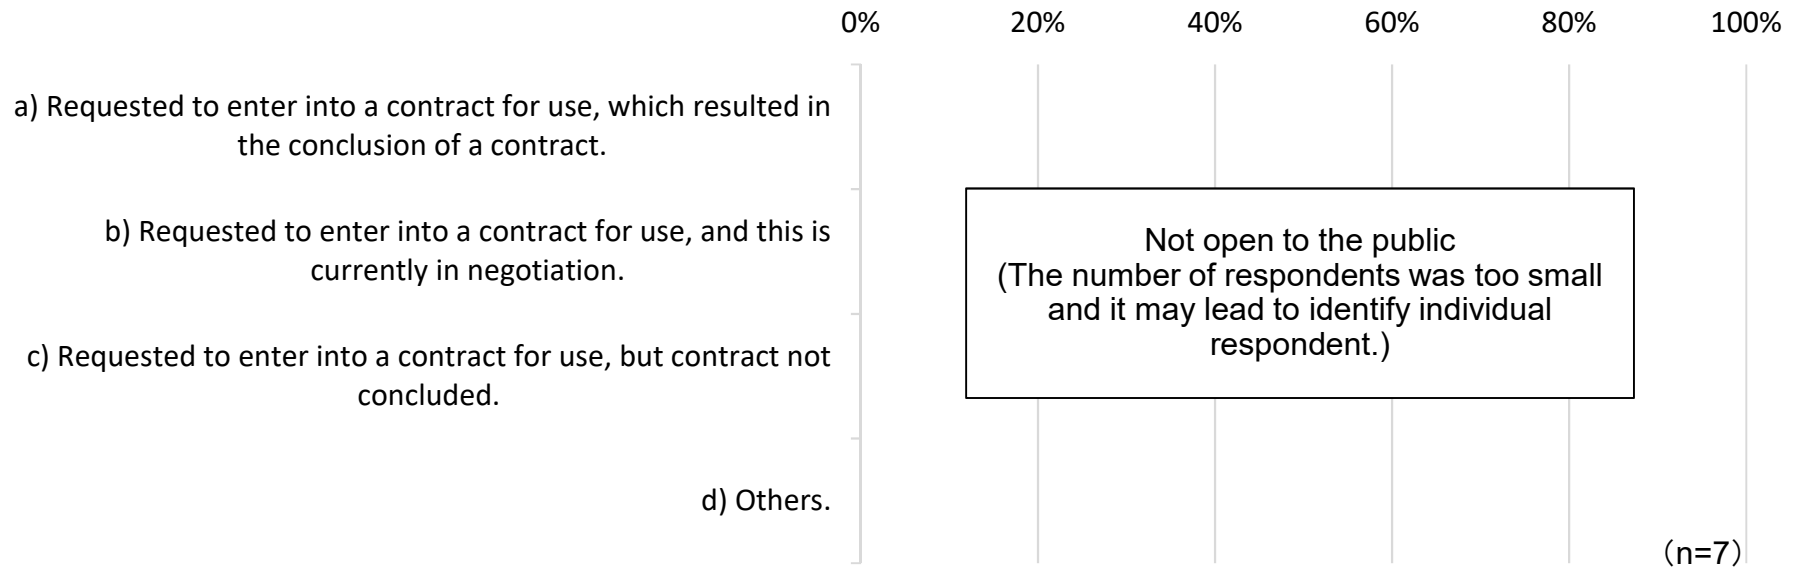 0% 20% 40% 60% 80% 100%
a) Requested to enter into a contract for use, which resulted in
the conclusion of a contract.
b) Requested to enter into a contract for use, and this is
currently in negotiation.
c) Requested to enter into a contract for use, but contract not
concluded.
d) Others.
Not open to the public
(The number of respondents was too small
and it may lead to identify individual
respondent.)
（n=7）